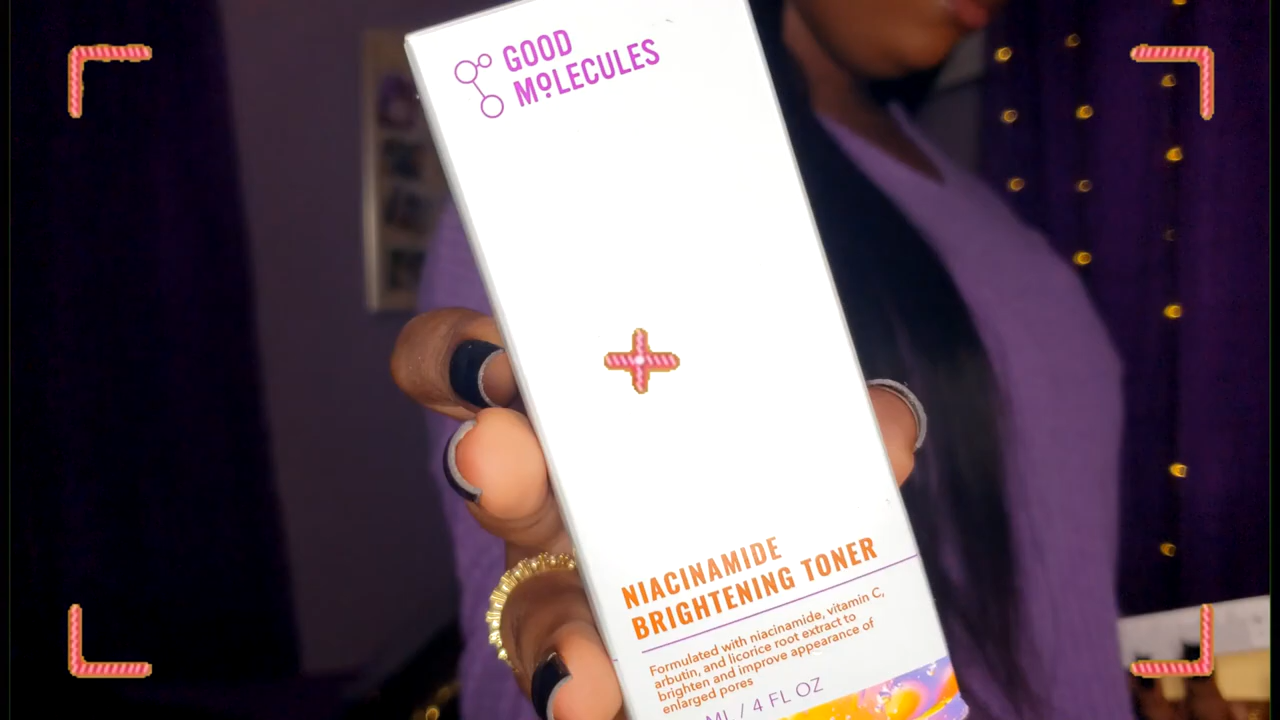 GOOD
MOLECULES
NIACINAMIDE
BRIGHTENING TONER
Formulated with niacinamide, vitamin C,
arbutin, and licorice root extract to
brighten and improve appearance of
enlarged pores
ML / 4 FL OZ